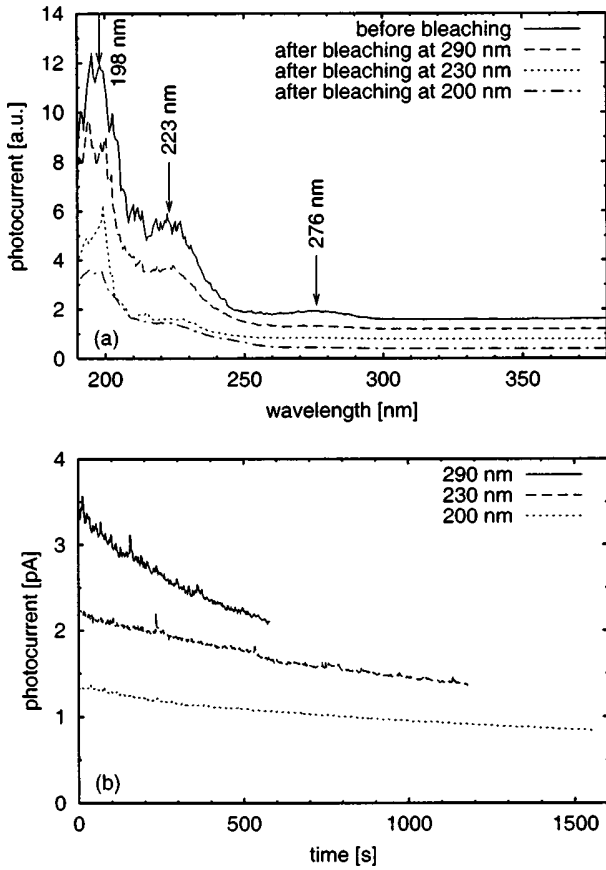 14
12
10
8
6
4
2
0
photocurrent [a.u.]
198 nm
223 nm
276 nm
before bleaching
after bleaching at 290 nm
after bleaching at 230 nm
after bleaching at 200 nm
(a)
200 250 300 350
wavelength [nm]
4
3
2
1
0
photocurrent [pA]
290 nm
230 nm
200 nm
(b)
0 500 1000 1500
time [s]